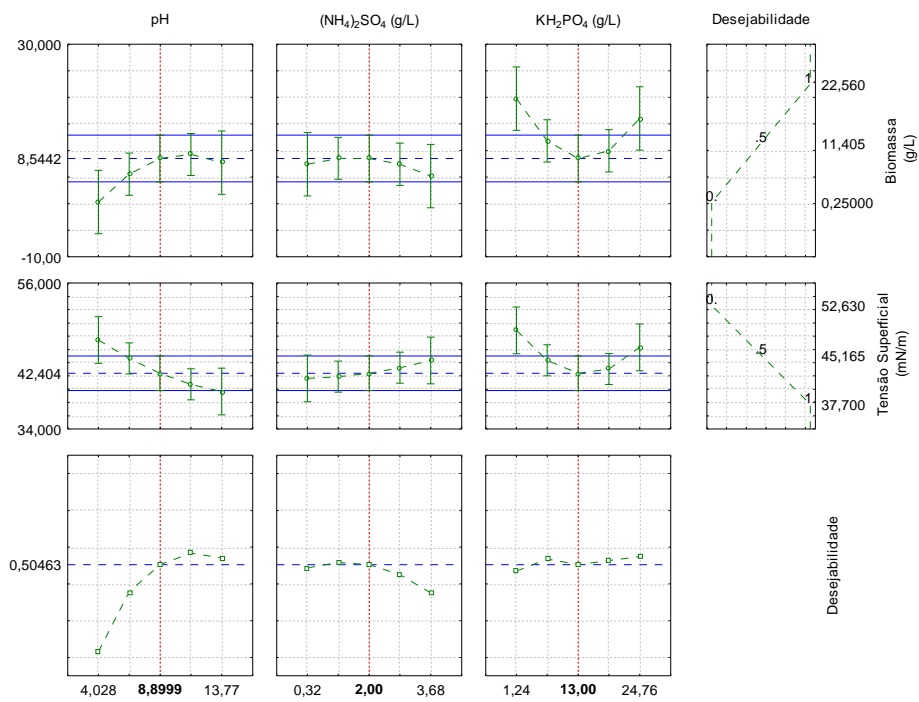 pH (NH₄)₂SO₄ (g/L) KH₂PO₄ (g/L) Desejabilidade
30,000
8,5442
-10,00
1
.5
0.
22,560
11,405
0,25000
Biomassa
(g/L)
56,000
42,404
34,000
0.
.5
1
52,630
45,165
37,700
Tensão Superficial
(mN/m)
0,50463
Desejabilidade
4,028 8,8999 13,77 0,32 2,00 3,68 1,24 13,00 24,76